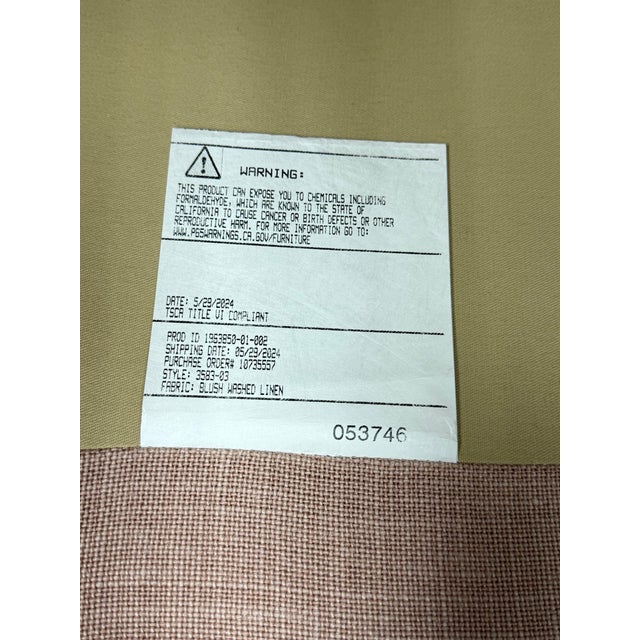 WARNING:
THIS PRODUCT CAN EXPOSE YOU TO CHEMICALS INCLUDING
FORMALDEHYDE, WHICH ARE KNOWN TO THE STATE OF
CALIFORNIA TO CAUSE CANCER OR BIRTH DEFECTS OR OTHER
REPRODUCTIVE HARM. FOR MORE INFORMATION GO TO:
WWW.P65WARNINGS.CA.GOV/FURNITURE
DATE: 5/29/2024
TSCA TITLE VI COMPLIANT
PROD ID 1963850-01-002
SHIPPING DATE: 05/29/2024
PURCHASE ORDER# 10735557
STYLE: 3583-03
FABRIC: BLUSH WASHED LINEN
053746